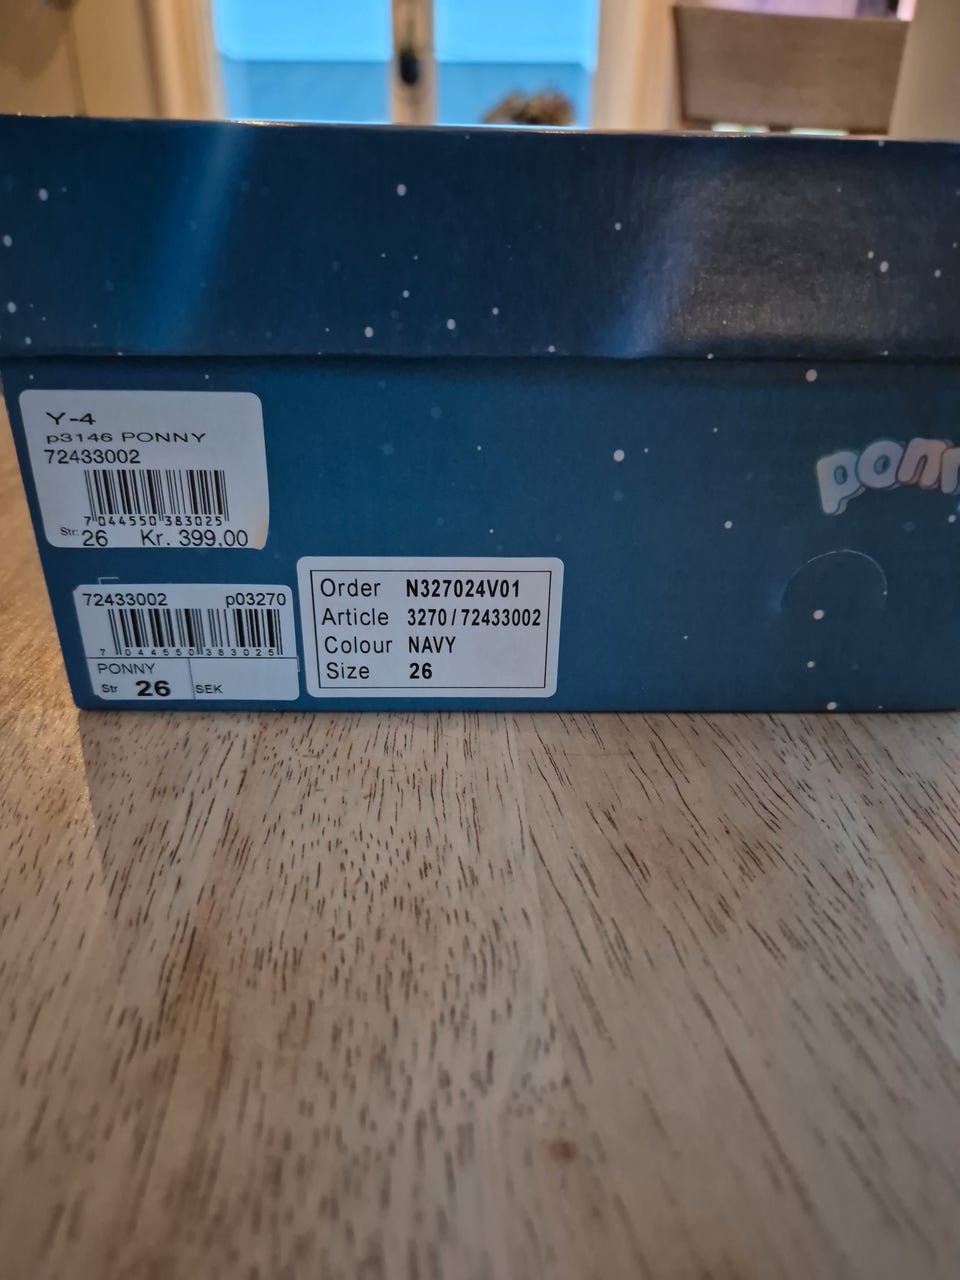 Y-4
p3146 PONNY
72433002
7 044550 383025
Str: 26 Kr. 399.00
72433002 p03270
7 044550 383025
PONNY
Str 26 SEK
Order N327024V01
Article 3270/72433002
Colour NAVY
Size 26